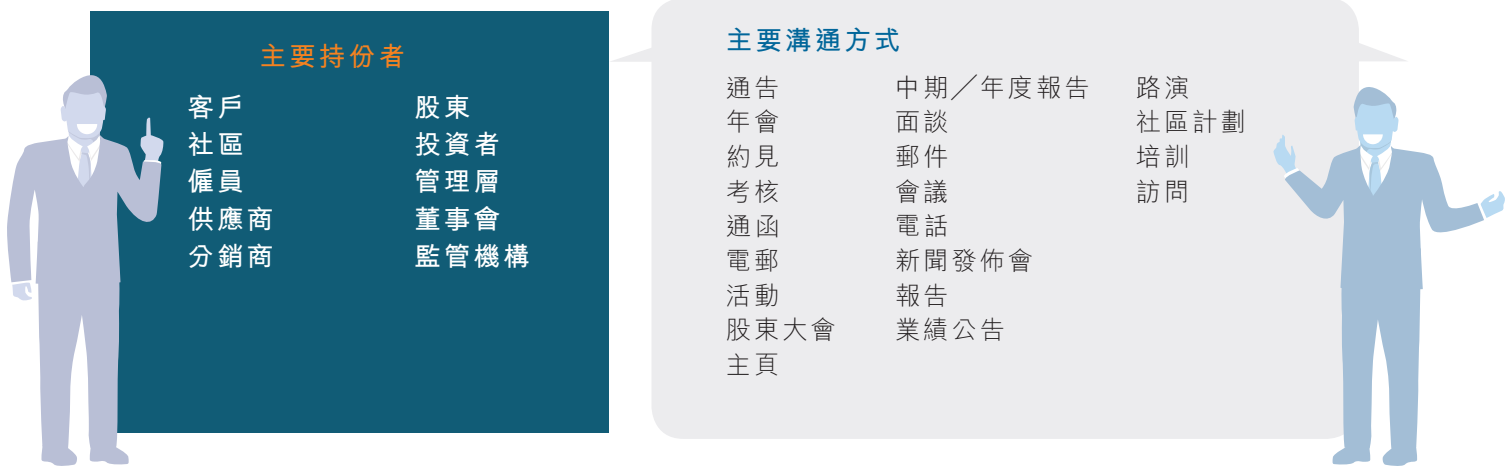 主要持份者
客戶
社區
僱員
供應商
分銷商
股東
投資者
管理層
董事會
監管機構
主要溝通方式
通告
年會
約見
考核
通函
電郵
活動
股東大會
主頁
中期／年度報告
面談
郵件
會議
電話
新聞發佈會
報告
業績公告
路演
社區計劃
培訓
訪問